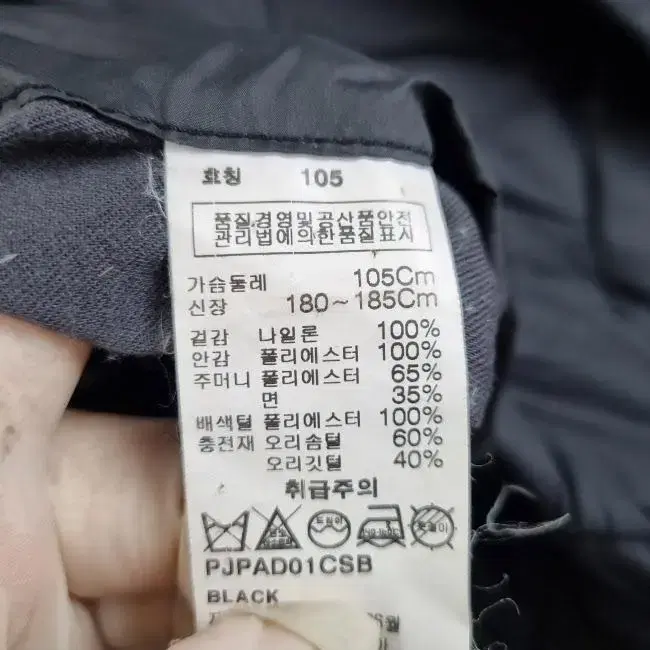 호칭 105
품질경영및공산품안전
관리법에의한품질표시
가슴둘레 105Cm
신장 180~185Cm
겉감 나일론 100%
안감 폴리에스터 100%
주머니 폴리에스터 65%
면 35%
배색털 폴리에스터 100%
충전재 오리솜털 60%
오리깃털 40%
취급주의
드라이
PJPAD01CSB
BLACK